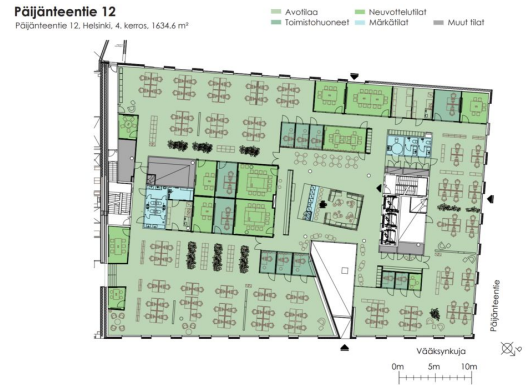 Päijänteentie 12
Päijänteentie 12, Helsinki, 4. kerros, 1634.6 m²
Avotilaa
Neuvottelutilat
Toimistohuoneet
Märkätilat
Muut tilat
Päijänteentie
Vääksynkuja
0m 5m 10m